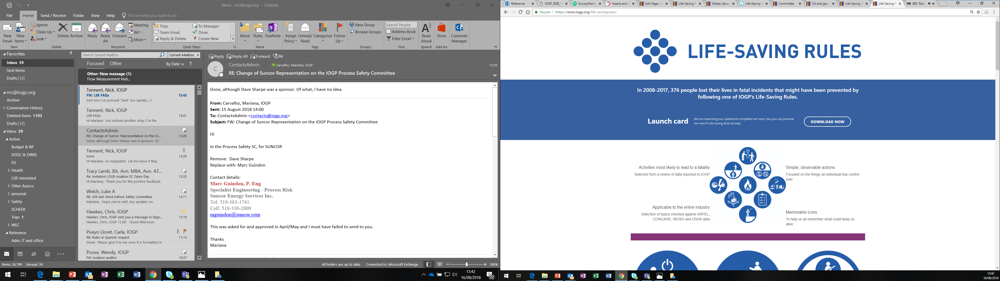 Inbox - mc@iogp.org - Outlook
File Home Send / Receive Folder View Help Tell me what you want to do
New Email
New Items
Ignore
Clean Up
Junk
Delete
Archive
Reply
Reply All
Forward
Meeting
IM
More
Trips
Team Email
Reply & Delete
To Manager
Done
Create New
Move
Rules
OneNote
Assign Policy
Unread/ Read
Categorize
Follow Up
New Group
Browse Groups
Search People
Address Book
Filter Email
Read Aloud
Store
Customer Manager
New Delete Respond Quick Steps Move Tags Groups Find Speech Add-ins
Favorites
Inbox 39
Sent Items
Drafts [12]
mc@iogp.org
Archive
Conversation History
Deleted Items 1193
Drafts [12]
Inbox 39
Active
Budget & BP
DOSC & DWIG
EU
Health
LSR interested
Other Assocs
personal
Safety
SCHEER
Trips 1
WEC
Reference
Adm, IT and office
Search Current Mailbox Current Mailbox
Focused Other By Date
Other: New message (1)
Flow Measurement Insti...
Tennent, Nick, IOGP
FW: LSR FAQs 13:42
And now I've pressed "Sent" too quickly....!!
Tennent, Nick, IOGP
LSR FAQs 13:41
Hi Mariana Just noticed another stray Z in the
ContactsAdmin
RE: Change of Suncor Representation on the IO... 13:29
Done, although Dave Sharpe was a sponsor. Of
Tennent, Nick, IOGP
Icons 13:26
Hi Mariana As requested. Let me know if they
Tracy Lamb, BA, Avn. MBA, Avn. AT...
Re: Invitation: IOGP Aviation SC Open Day 13:20
Hi Mariana, Thank you for the positive feedback.
Welch, Luke A
RE: 459 last check before Safety Committee 13:11
Mariana, Hope you're well. Any updates on
Hawkes, Chris, IOGP
Hawkes, Chris, IOGP sent you a message in Skyp... 12:10
Hawkes, Chris, IOGP 12:08: Good Afternoon
Pueyo Lloret, Carla, IOGP
RE: Rules in Spanish request 11:15
Done! Please give it to me once it is formatted in
Poore, Wendy, IOGP
FW: Aviation auditor 10:37
Reply Reply All Forward IM
C
ContactsAdmin Carvalho, Mariana, IOGP 13:29
RE: Change of Suncor Representation on the IOGP Process Safety Committee
Done, although Dave Sharpe was a sponsor. Of what, I have no idea.
From: Carvalho, Mariana, IOGP
Sent: 15 August 2018 14:00
To: ContactsAdmin <contacts@iogp.org>
Subject: FW: Change of Suncor Representation on the IOGP Process Safety Committee
Hi
In the Process Safety SC, for SUNCOR
Remove: Dave Sharpe
Replace with: Marc Guindon
Contact details:
Marc Guindon, P. Eng
Specialist Engineering - Process Risk
Suncor Energy Services Inc.
Tel: 519-383-1741
Cell: 519-330-2009
mguindon@suncor.com
This was asked for and approved in April/May and I must have failed to send to you.
Thanks
Mariana
Items: 26,799 Unread: 39 All folders are up to date. Connected to: Microsoft Exchange 100%
13:42
16/08/2018
22
Reference IOGP_RGB_1 SurveyMonk Hearts and Edit Page Life-Saving Media Librar Life-Saving Committee Oil and gas Life-Saving Life-Saving BBC Radi
Secure https://www.iogp.org/life-savingrules/
LIFE-SAVING RULES
In 2008-2017, 376 people lost their lives in fatal incidents that might have been prevented by
following one of IOGP's Life-Saving Rules.
Launch card
We are launching our updated & simplified set soon, but you can preview
the new 9 Life-Saving Rule already
DOWNLOAD NOW
Activities most likely to lead to a fatality
Selected from a review of data reported to IOGP
Simple, observable actions
Focused on the things an individual has control
over
Applicable to the entire industry
Selection of topics checked against ARPEL,
CONCAWE, NIOSH and OSHA data
Memorable icons
To help us all remember what could keep us
alive
13:42
16/08/2018